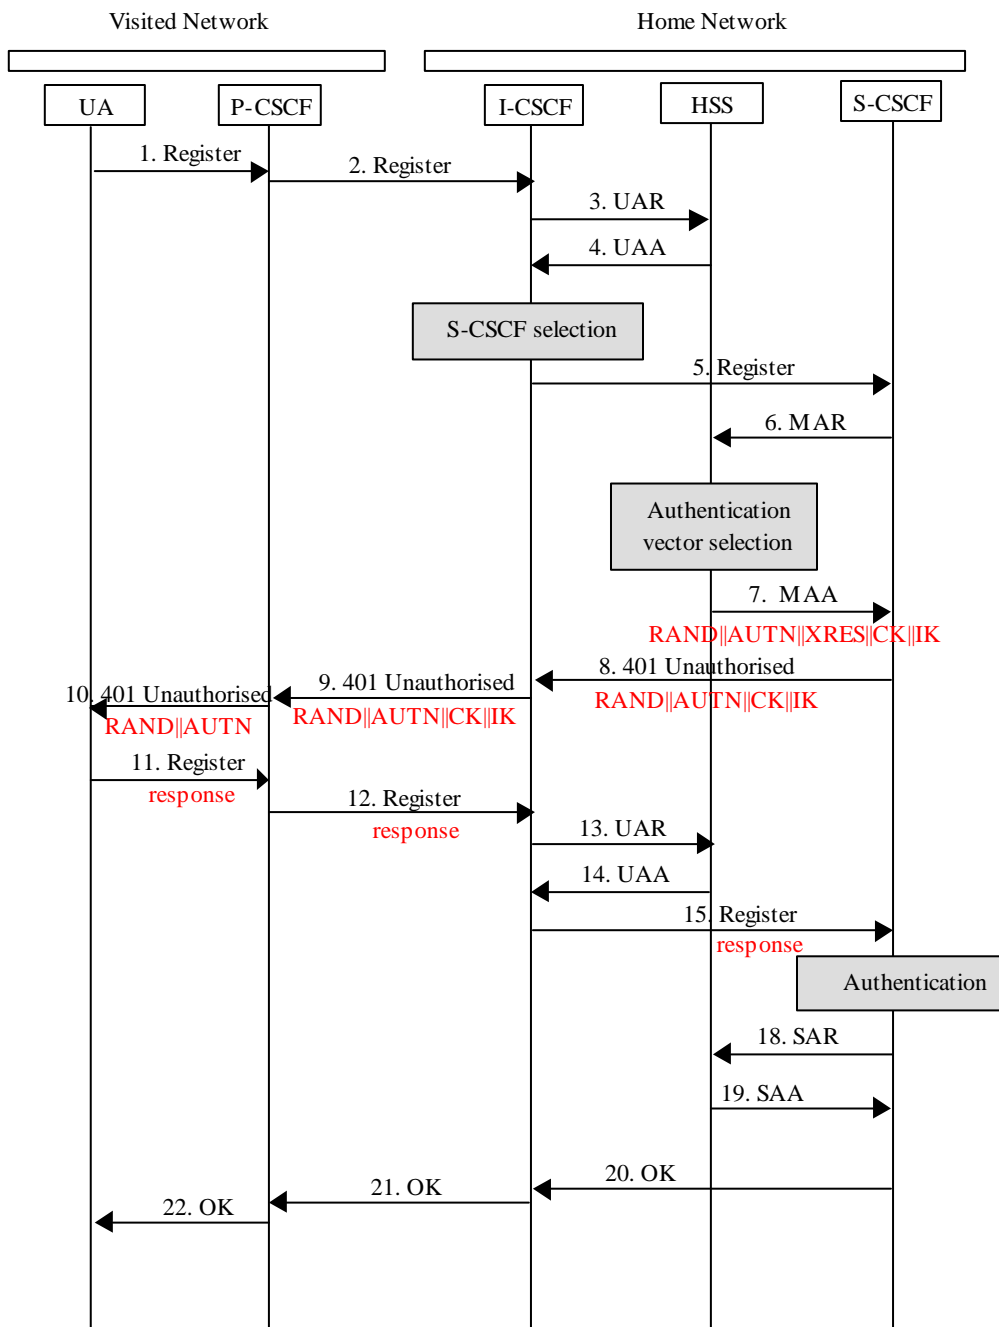 Visited Network
Home Network
UA
P-CSCF
I-CSCF
HSS
S-CSCF
1. Register
2. Register
3. UAR
4. UAA
S-CSCF selection
5. Register
6. MAR
Authentication
vector selection
7. MAA
RAND||AUTN||XRES||CK||IK
8. 401 Unauthorised
RAND||AUTN||CK||IK
9. 401 Unauthorised
RAND||AUTN||CK||IK
10. 401 Unauthorised
RAND||AUTN
11. Register
response
12. Register
response
13. UAR
14. UAA
15. Register
response
Authentication
18. SAR
19. SAA
20. OK
21. OK
22. OK